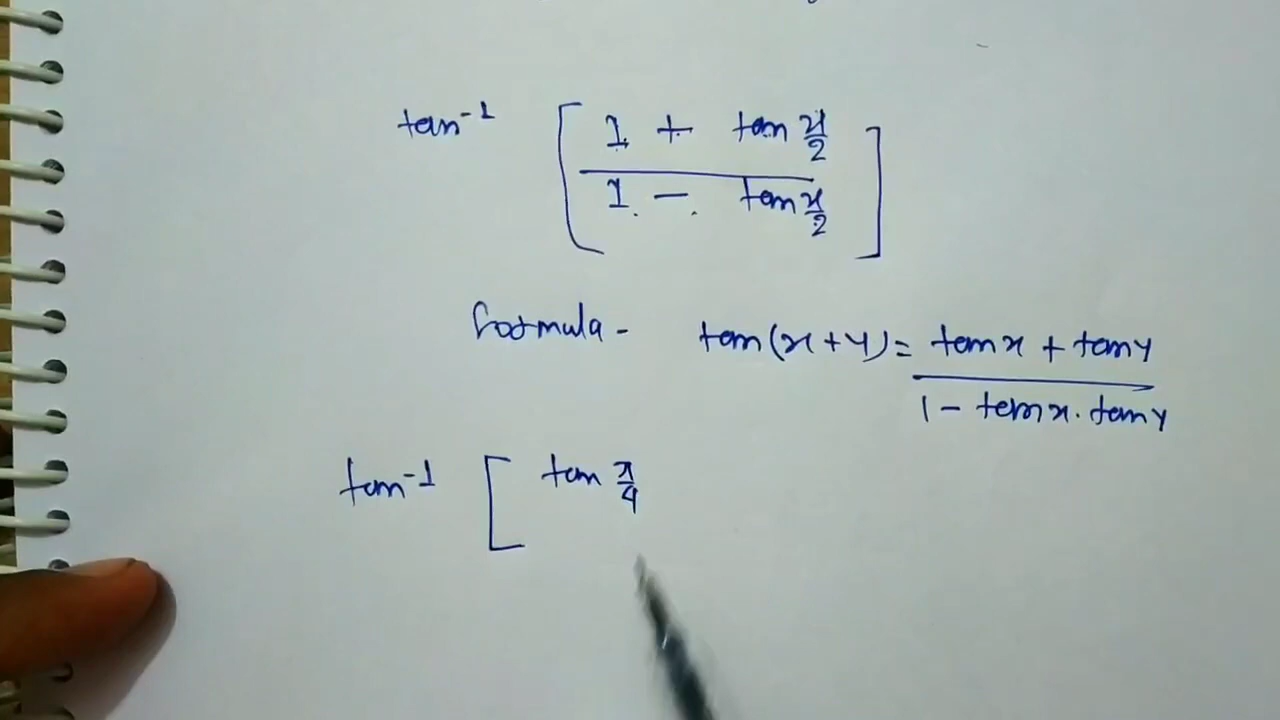 tan⁻¹ [ (1 + tan x/2) / (1 - tan x/2) ]
formula - tan(x+y) = (tan x + tan y) / (1 - tan x . tan y)
tan⁻¹ [ tan π/4